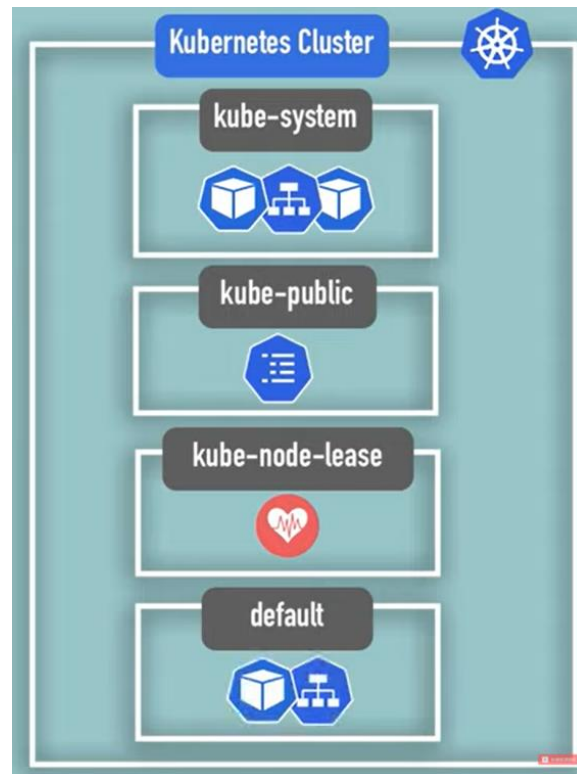 Kubernetes Cluster
kube-system
kube-public
kube-node-lease
default